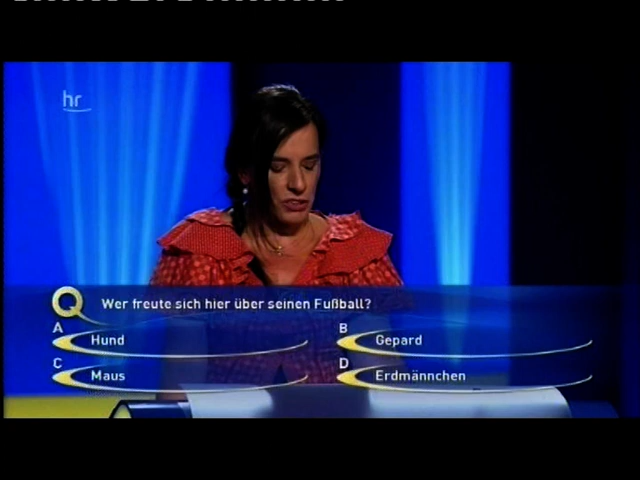 hr
Q Wer freute sich hier über seinen Fußball?
A Hund
B Gepard
C Maus
D Erdmännchen